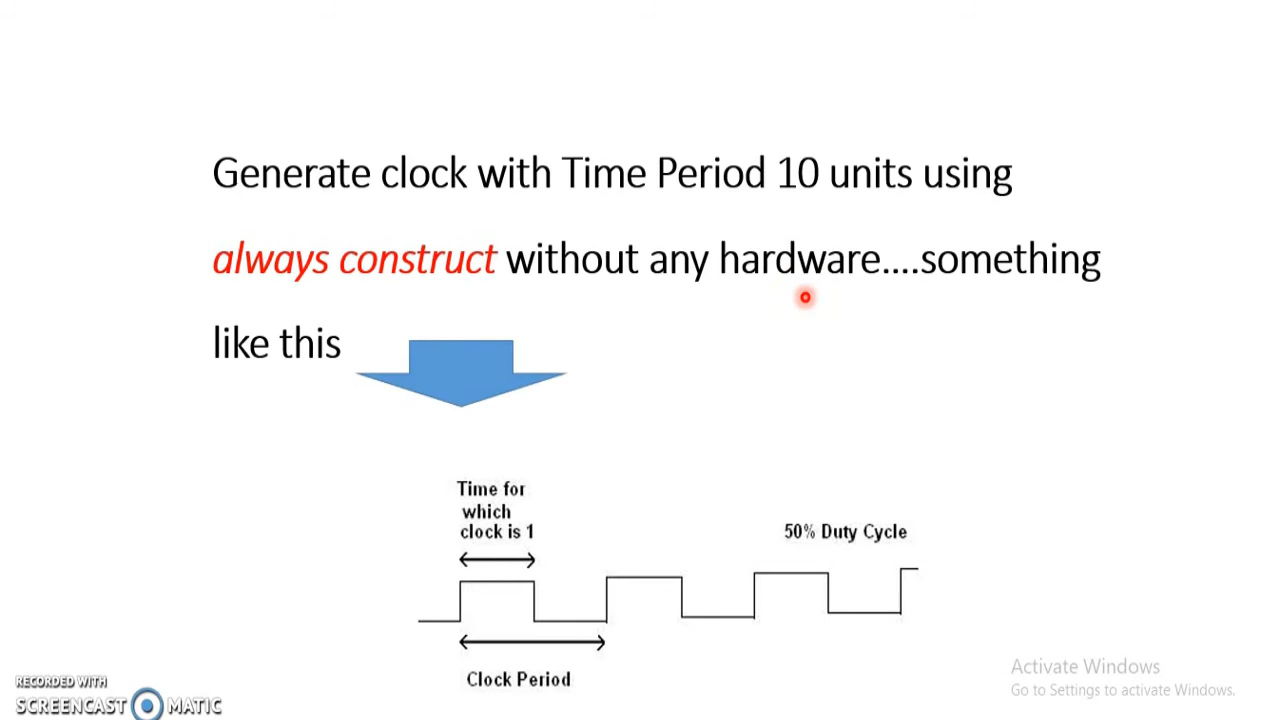 Generate clock with Time Period 10 units using
always construct without any hardware....something
like this
Time for
which
clock is 1
50% Duty Cycle
Clock Period
Activate Windows
Go to Settings to activate Windows.
RECORDED WITH
SCREENCAST MATIC